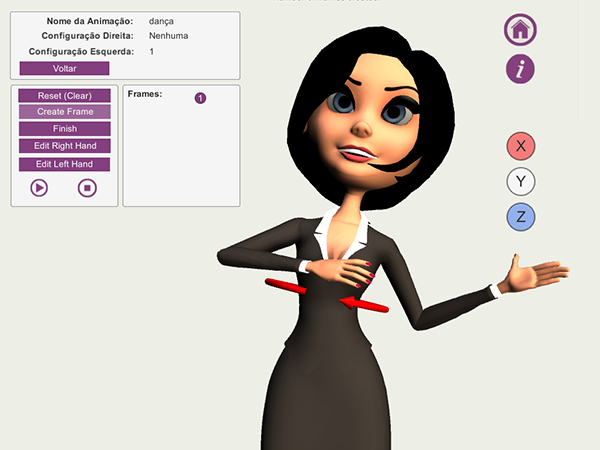 Nome da Animação: dança
Configuração Direita: Nenhuma
Configuração Esquerda: 1
Voltar
Reset (Clear)
Create Frame
Finish
Edit Right Hand
Edit Left Hand
Frames: 1
i
X
Y
Z